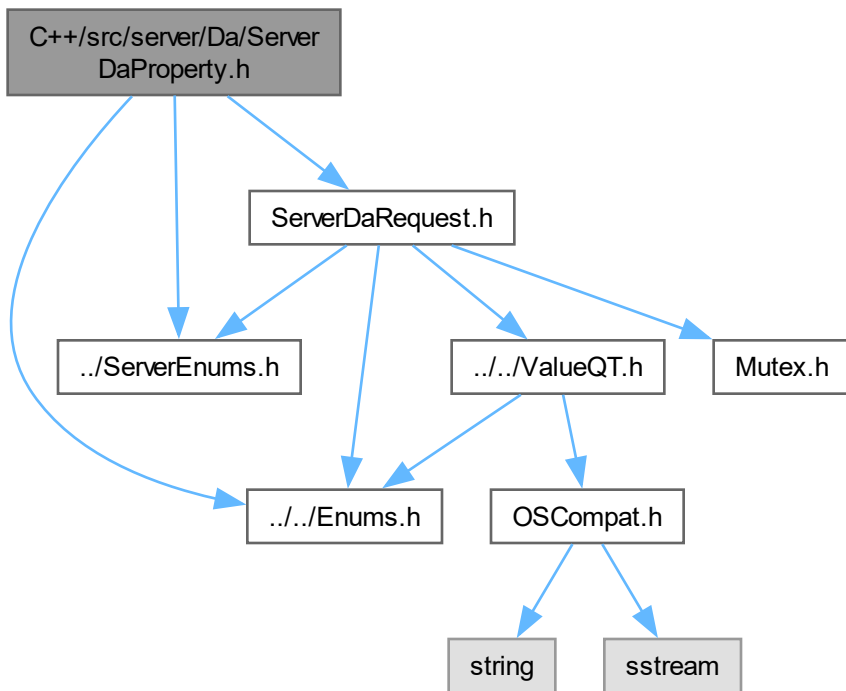 C++/src/server/Da/Server
DaProperty.h
ServerDaRequest.h
../ServerEnums.h
../../ValueQT.h
Mutex.h
../../Enums.h
OSCompat.h
string
sstream